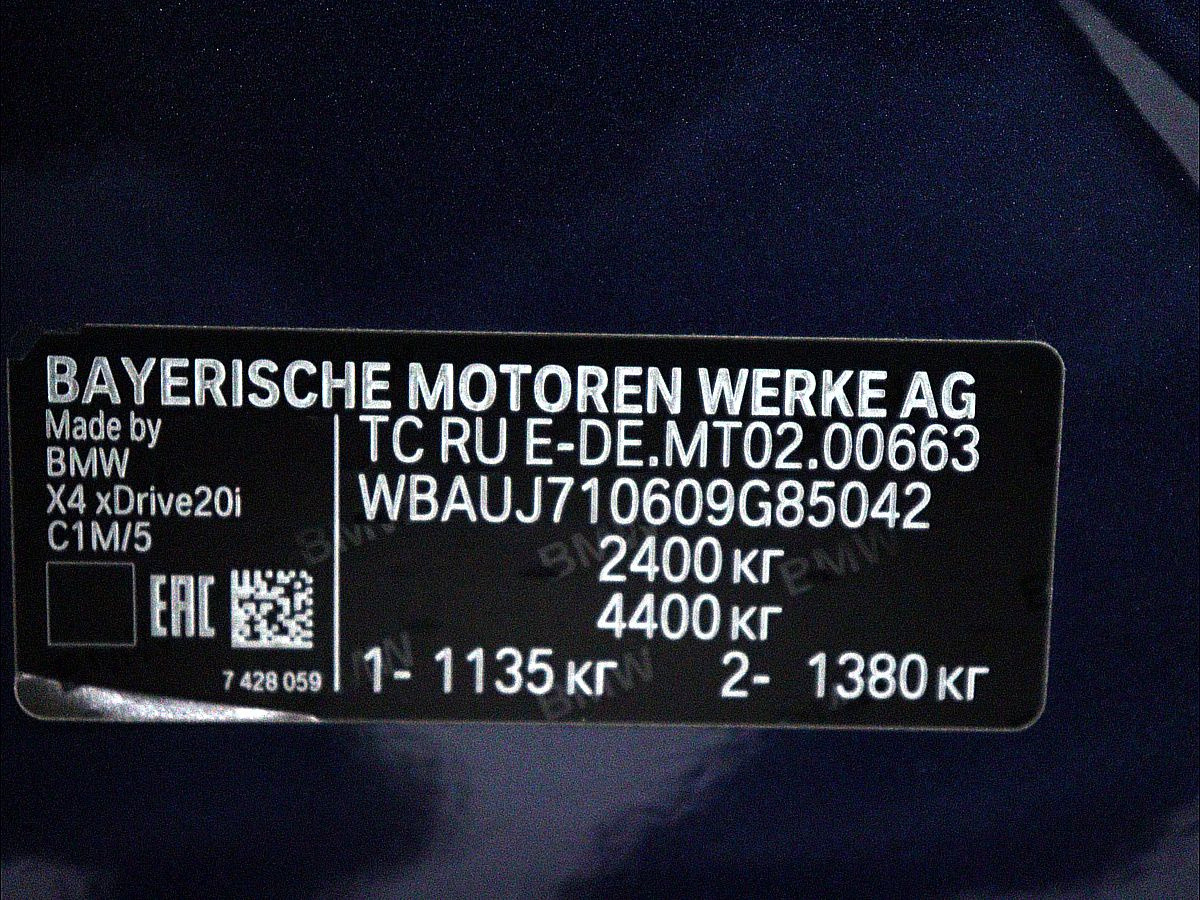 BAYERISCHE MOTOREN WERKE AG
Made by
BMW
X4 xDrive20i
C1M/5
EAC
7 428 059
TC RU E-DE.MT02.00663
WBAUJ710609G85042
2400 кг
4400 кг
1- 1135 кг 2- 1380 кг